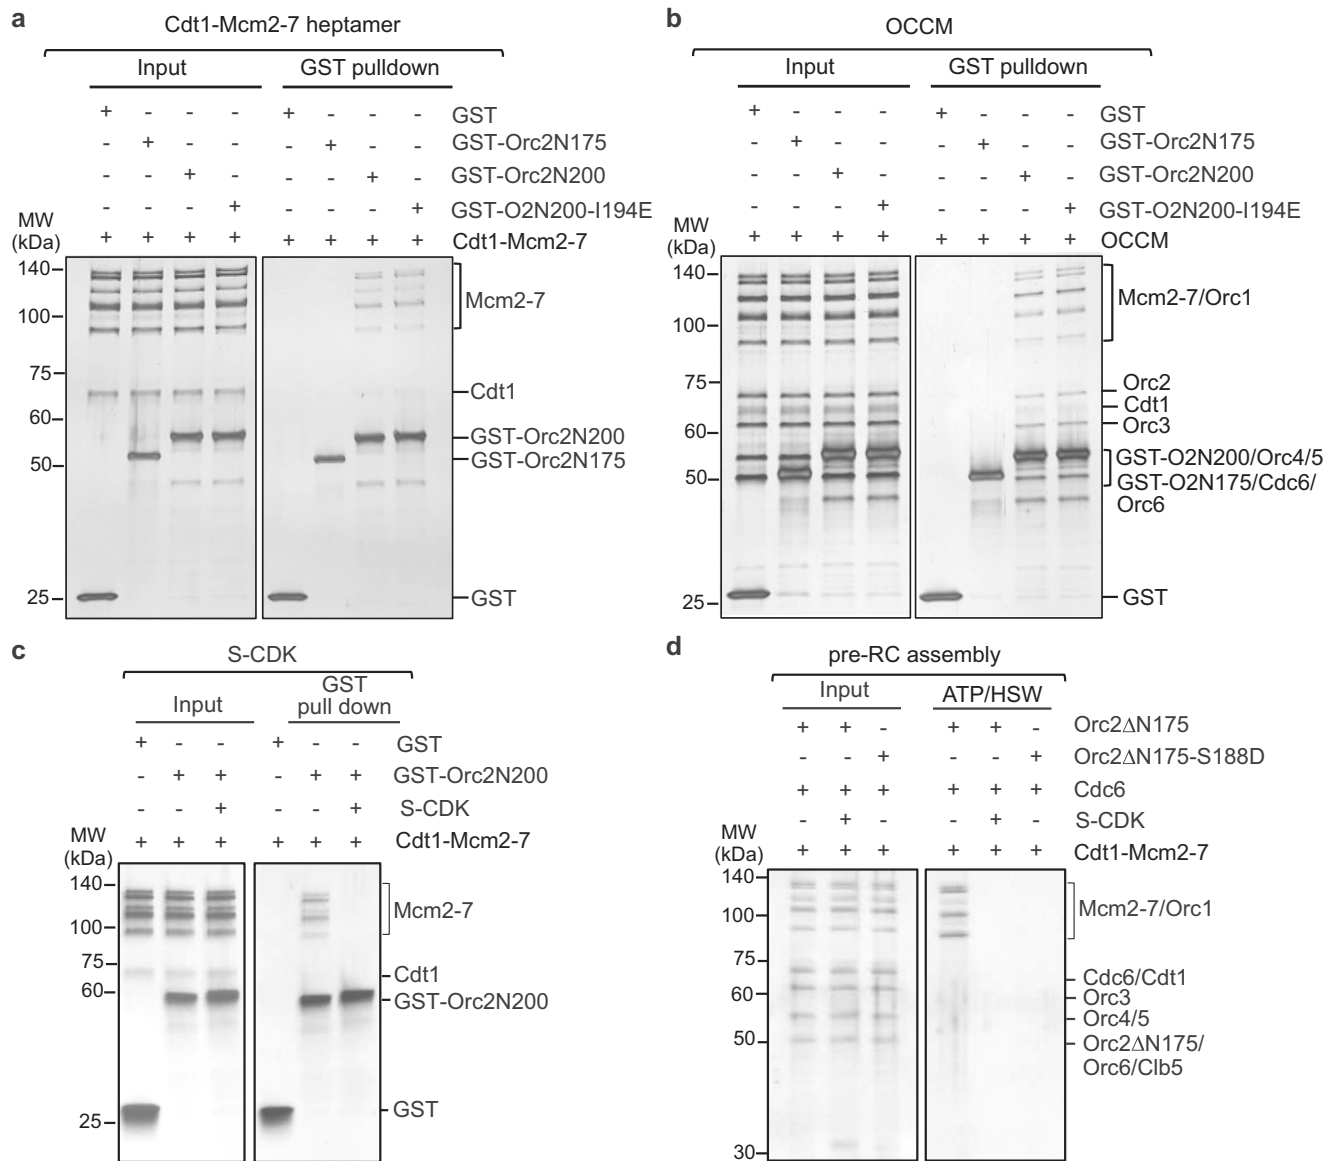 a
Cdt1-Mcm2-7 heptamer
Input
GST pulldown
+ - - - + - - - GST
- + - - - + - - GST-Orc2N175
- - + - - - + - GST-Orc2N200
- - - + - - - + GST-O2N200-I194E
+ + + + + + + + Cdt1-Mcm2-7
MW
(kDa)
140
100
75
60
50
25
Mcm2-7
Cdt1
GST-Orc2N200
GST-Orc2N175
GST
b
OCCM
Input
GST pulldown
+ - - - + - - - GST
- + - - - + - - GST-Orc2N175
- - + - - - + - GST-Orc2N200
- - - + - - - + GST-O2N200-I194E
+ + + + + + + + OCCM
MW
(kDa)
140
100
75
60
50
25
Mcm2-7/Orc1
Orc2
Cdt1
Orc3
GST-O2N200/Orc4/5
GST-O2N175/Cdc6/
Orc6
GST
c
S-CDK
Input
GST
pull down
+ - - + - - GST
- + + - + + GST-Orc2N200
- - + - - + S-CDK
+ + + + + + Cdt1-Mcm2-7
MW
(kDa)
140
100
75
60
25
Mcm2-7
Cdt1
GST-Orc2N200
GST
d
pre-RC assembly
Input
ATP/HSW
+ + - + + - Orc2ΔN175
- - + - - + Orc2ΔN175-S188D
+ + + + + + Cdc6
- + - - + - S-CDK
+ + + + + + Cdt1-Mcm2-7
MW
(kDa)
140
100
75
60
50
30
Mcm2-7/Orc1
Cdc6/Cdt1
Orc3
Orc4/5
Orc2ΔN175/
Orc6/Clb5